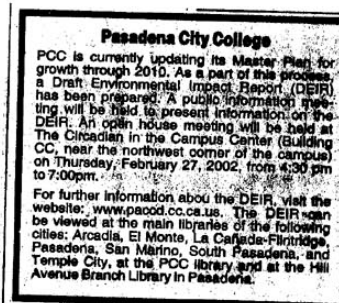 Pasadena City College
PCC is currently updating its Master Plan for
growth through 2010. As a part of this process,
a Draft Environmental Impact Report (DEIR)
has been prepared. A public information mee-
ting will be held to present information on the
DEIR. An open house meeting will be held at
The Circadian in the Campus Center (Building
CC, near the northwest corner of the campus)
on Thursday, February 27, 2002, from 4:30 pm
to 7:00pm.
For further information abou the DEIR, visit the
website: www.paccd.cc.ca.us. The DEIR can
be viewed at the main libraries of the following
cities: Arcadia, El Monte, La Cañada-Flintridge,
Pasadena, San Marino, South Pasadena, and
Temple City, at the PCC library and at the Hill
Avenue Branch Library in Pasadena.